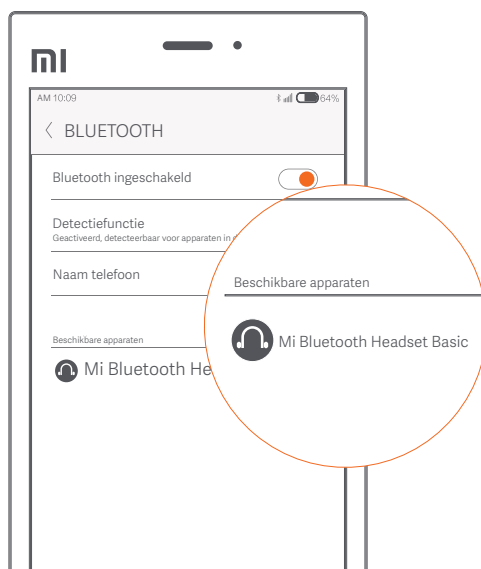 MI
AM 10:09 64%
BLUETOOTH
Bluetooth ingeschakeld
Detectiefunctie
Geactiveerd, detecteerbaar voor apparaten in
Naam telefoon
Beschikbare apparaten
Mi Bluetooth He
Beschikbare apparaten
Mi Bluetooth Headset Basic